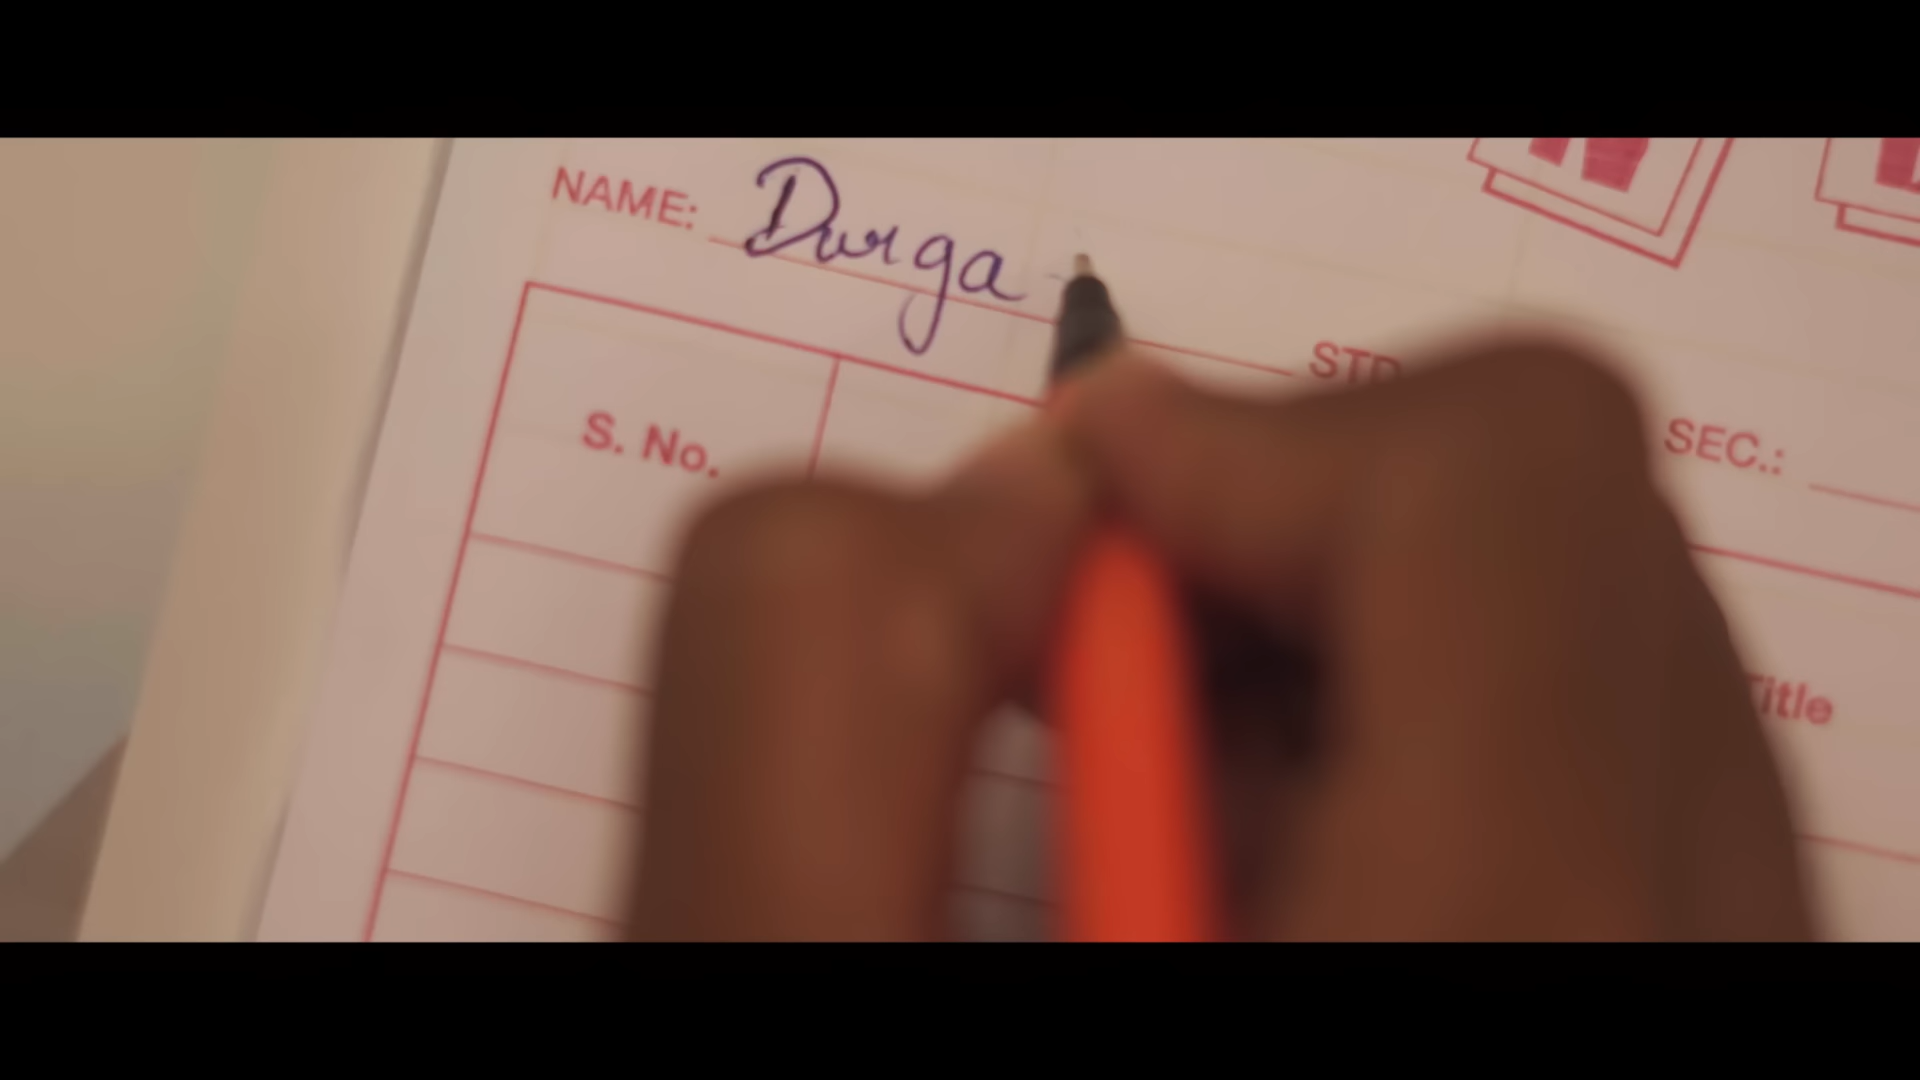 NAME: Durga
STD
SEC.:
S. No.
Title